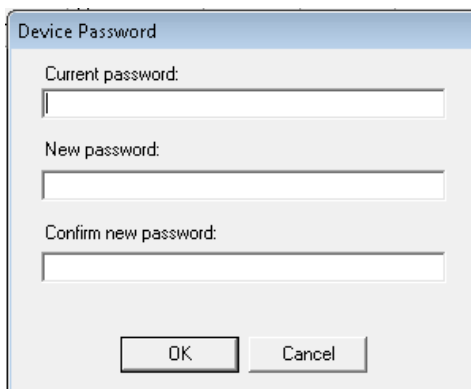 Device Password
Current password:
New password:
Confirm new password:
OK
Cancel